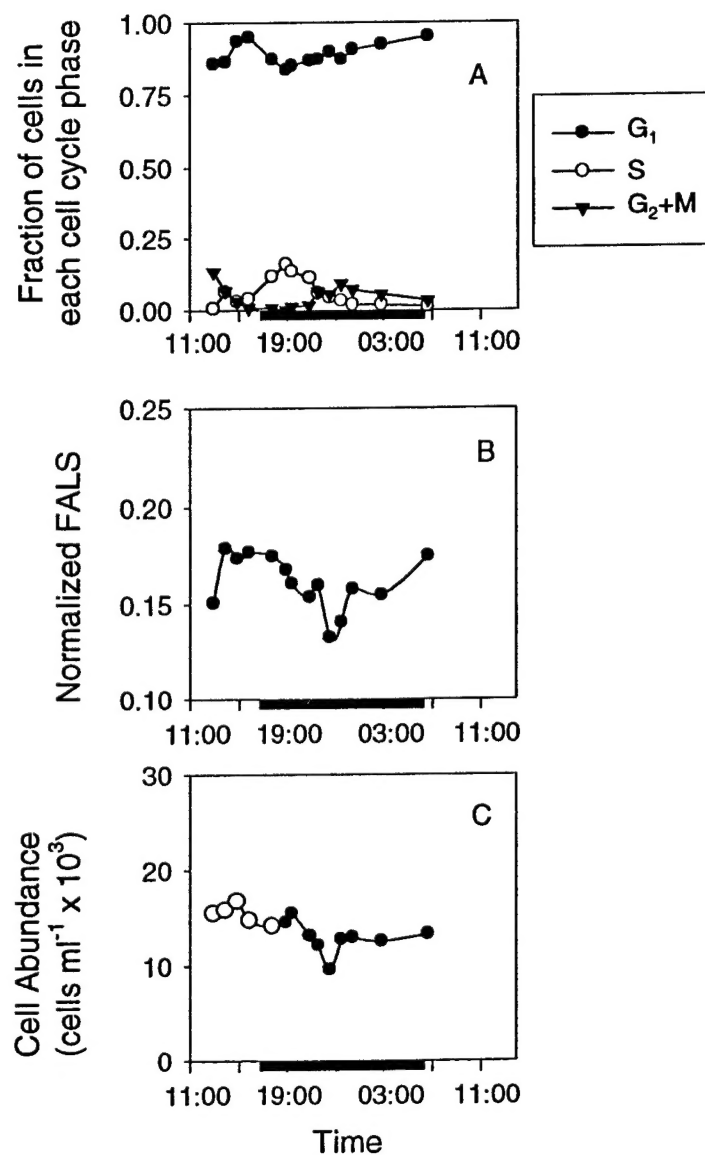 Fraction of cells in
each cell cycle phase
1.00
0.75
0.50
0.25
0.00
A
G₁
S
G₂+M
11:00 19:00 03:00 11:00
Normalized FALS
0.25
0.20
0.15
0.10
B
11:00 19:00 03:00 11:00
Cell Abundance
(cells ml⁻¹ x 10³)
30
20
10
0
C
11:00 19:00 03:00 11:00
Time